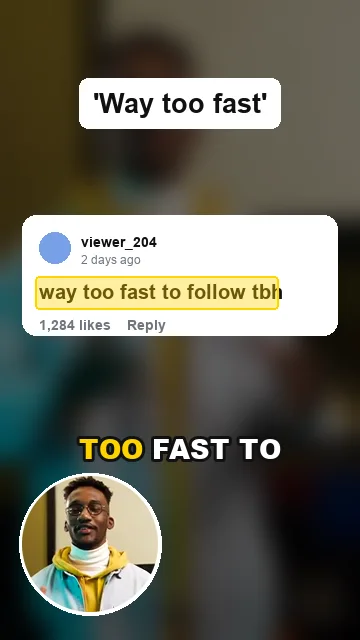 'Way too fast'
viewer_204
2 days ago
way too fast to follow tbh
1,284 likes Reply
TOO FAST TO